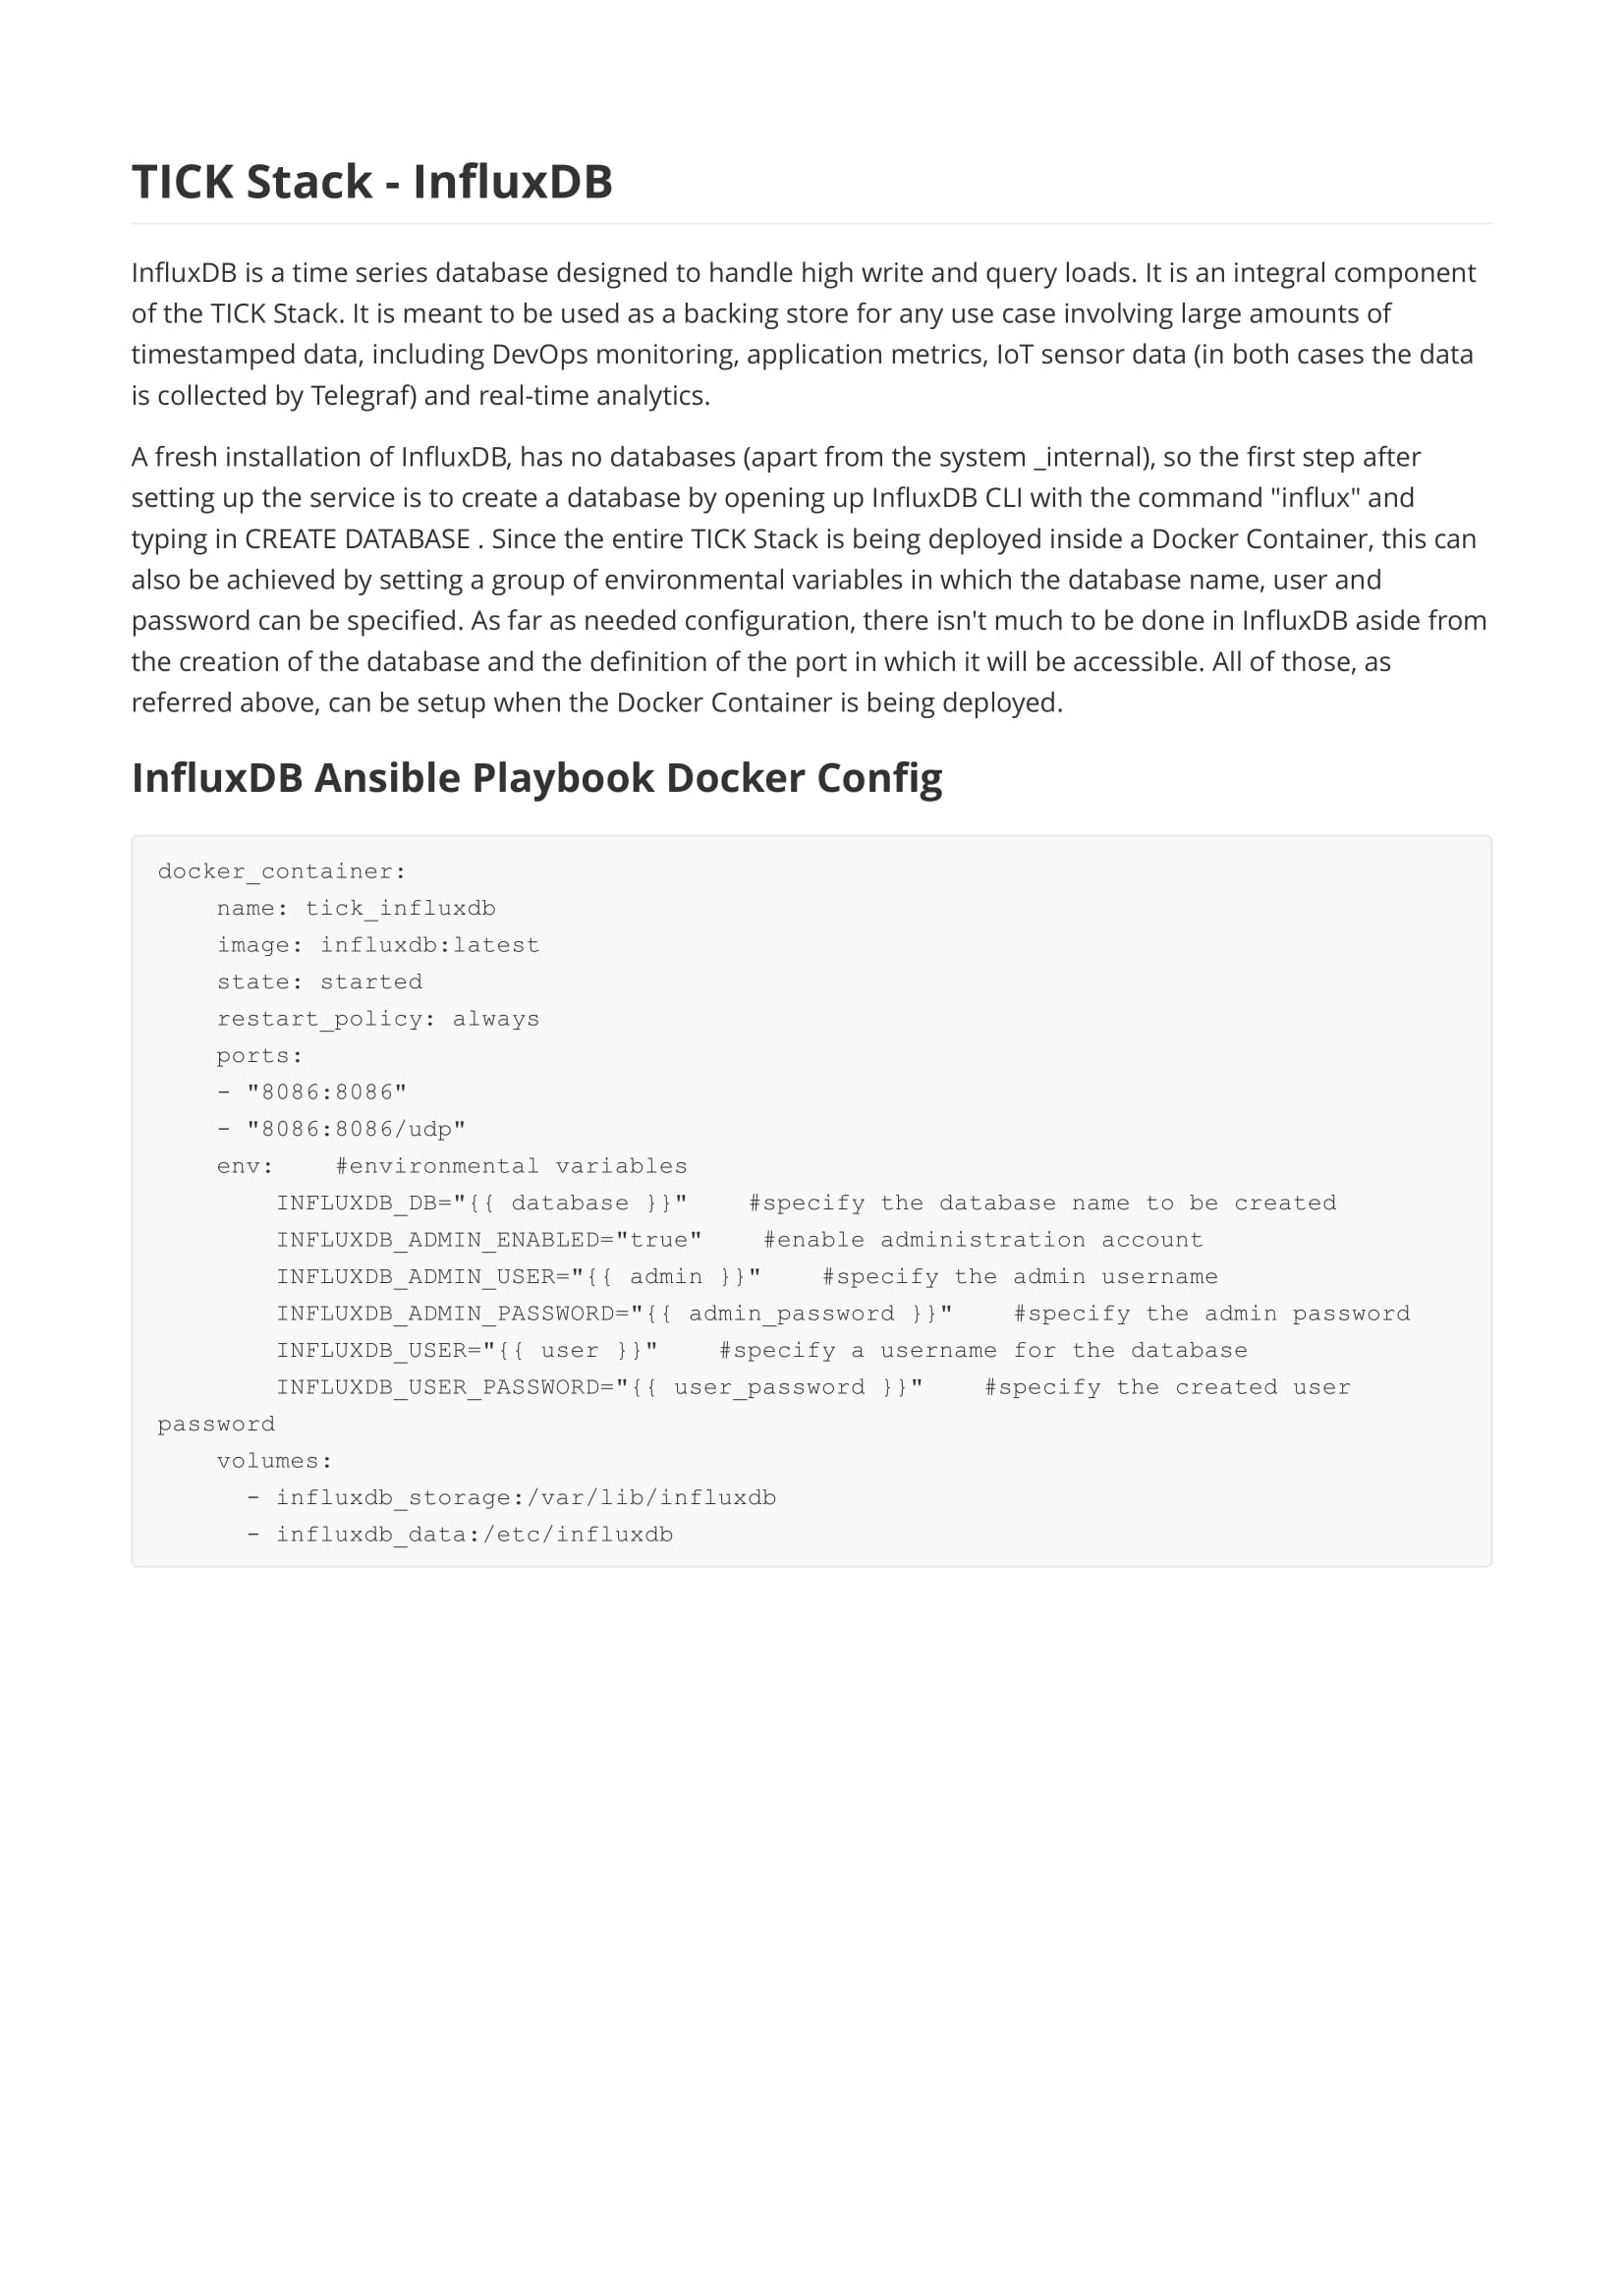 TICK Stack - InfluxDB
InfluxDB is a time series database designed to handle high write and query loads. It is an integral component
of the TICK Stack. It is meant to be used as a backing store for any use case involving large amounts of
timestamped data, including DevOps monitoring, application metrics, IoT sensor data (in both cases the data
is collected by Telegraf) and real-time analytics.
A fresh installation of InfluxDB, has no databases (apart from the system _internal), so the first step after
setting up the service is to create a database by opening up InfluxDB CLI with the command "influx" and
typing in CREATE DATABASE . Since the entire TICK Stack is being deployed inside a Docker Container, this can
also be achieved by setting a group of environmental variables in which the database name, user and
password can be specified. As far as needed configuration, there isn't much to be done in InfluxDB aside from
the creation of the database and the definition of the port in which it will be accessible. All of those, as
referred above, can be setup when the Docker Container is being deployed.
InfluxDB Ansible Playbook Docker Config
docker_container:
    name: tick_influxdb
    image: influxdb:latest
    state: started
    restart_policy: always
    ports:
    - "8086:8086"
    - "8086:8086/udp"
    env:    #environmental variables
        INFLUXDB_DB="{{ database }}"    #specify the database name to be created
        INFLUXDB_ADMIN_ENABLED="true"    #enable administration account
        INFLUXDB_ADMIN_USER="{{ admin }}"    #specify the admin username
        INFLUXDB_ADMIN_PASSWORD="{{ admin_password }}"    #specify the admin password
        INFLUXDB_USER="{{ user }}"    #specify a username for the database
        INFLUXDB_USER_PASSWORD="{{ user_password }}"    #specify the created user
password
    volumes:
      - influxdb_storage:/var/lib/influxdb
      - influxdb_data:/etc/influxdb